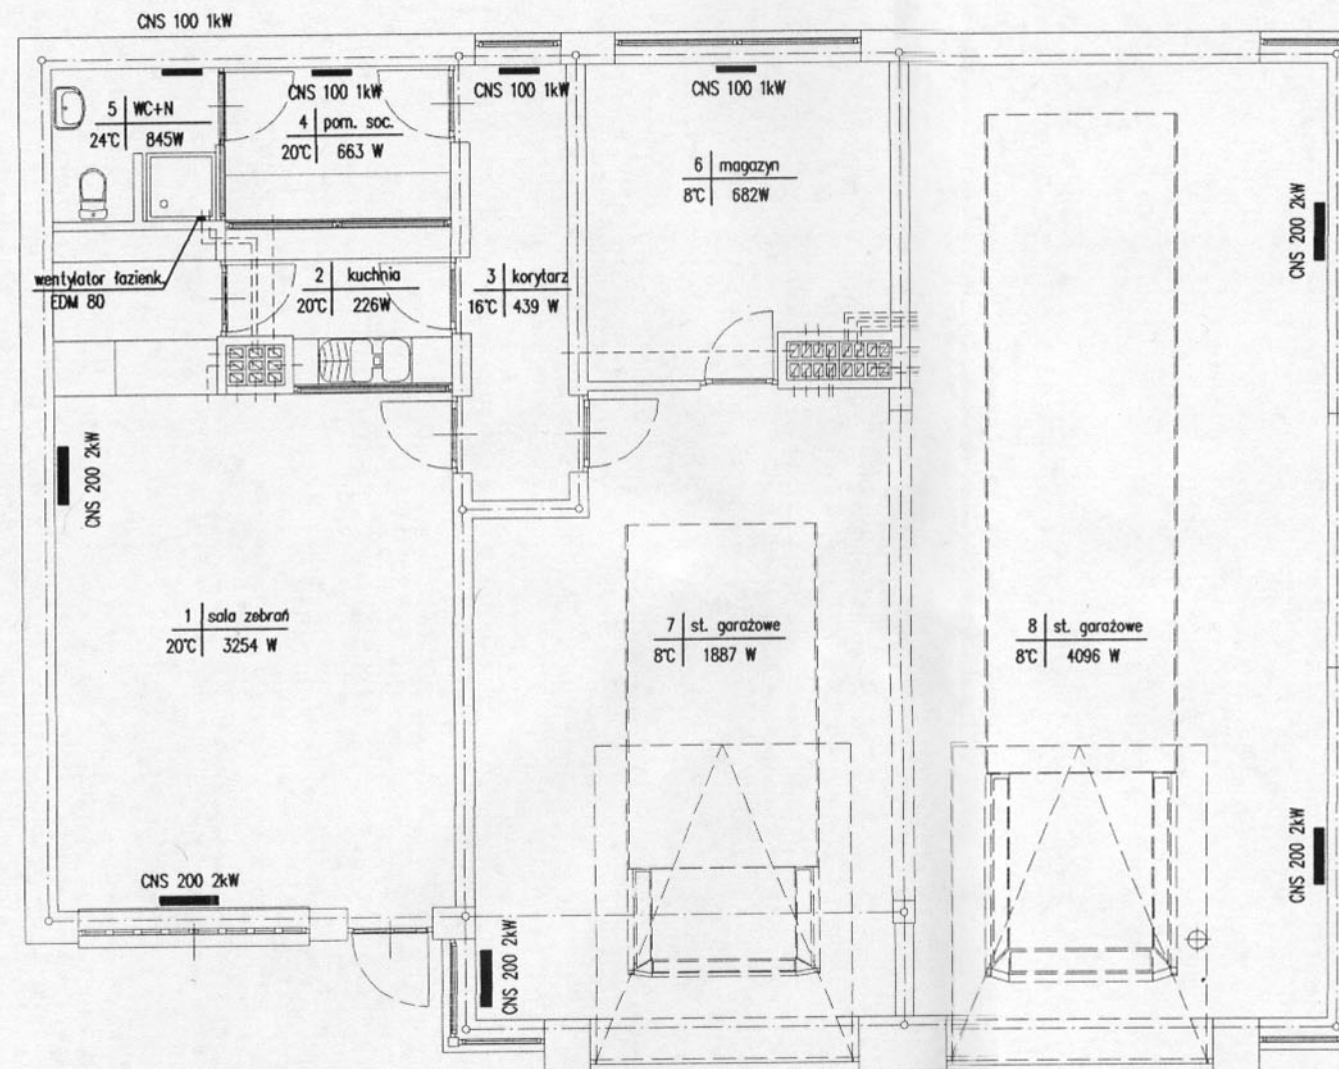 CNS 100 1kW
5 WC+N
24°C 845W
CNS 100 1kW
4 pom. soc.
20°C 663 W
CNS 100 1kW
CNS 100 1kW
6 magazyn
8°C 682W
CNS 200 2kW
wentylator łazienk.
EDM 80
2 kuchnia
20°C 226W
3 korytarz
16°C 439 W
CNS 200 2kW
1 sala zebrań
20°C 3254 W
7 st. garażowe
8°C 1887 W
8 st. garażowe
8°C 4096 W
CNS 200 2kW
CNS 200 2kW
CNS 200 2kW